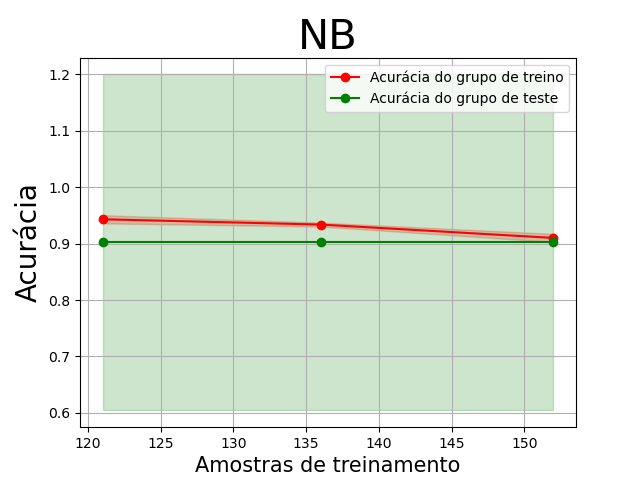 NB
Acurácia do grupo de treino
Acurácia do grupo de teste
Acurácia
1.2
1.1
1.0
0.9
0.8
0.7
0.6
120 125 130 135 140 145 150
Amostras de treinamento